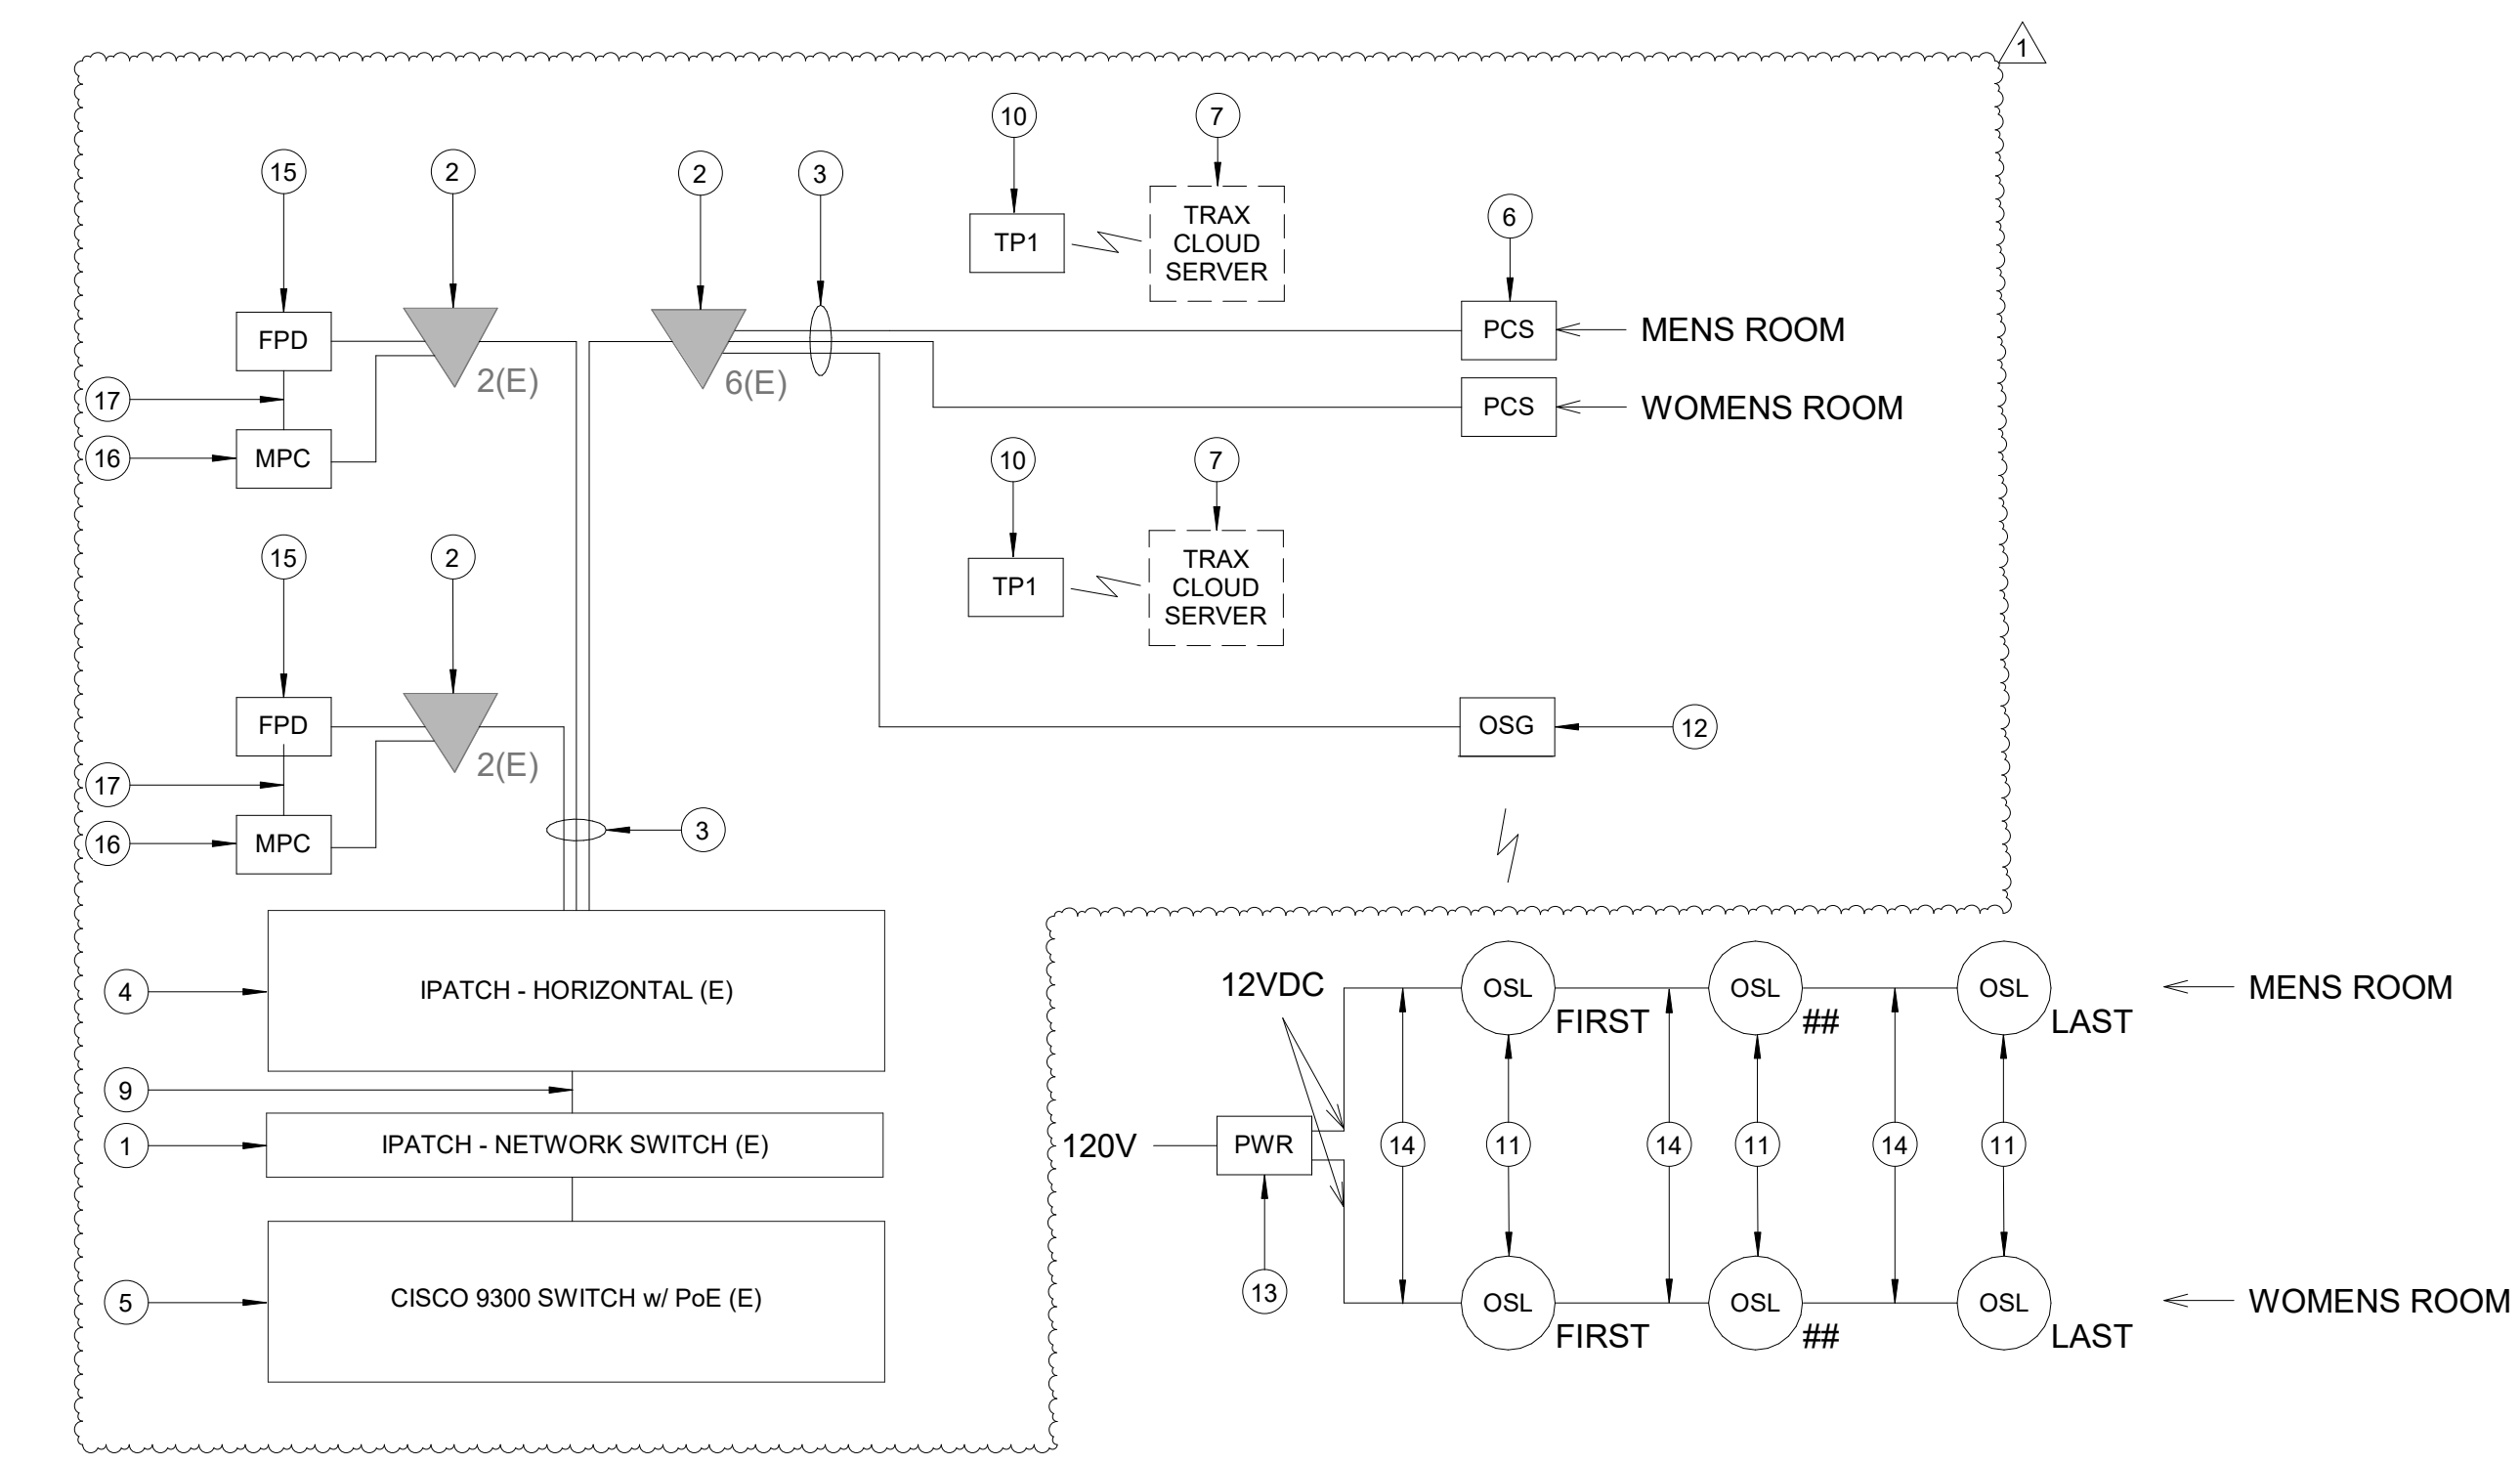 1
10
7
15
2
2
3
6
TRAX
CLOUD
SERVER
TP1
FPD
PCS
MENS ROOM
2(E)
6(E)
17
PCS
WOMENS ROOM
16
MPC
10
7
15
2
TRAX
CLOUD
SERVER
TP1
FPD
OSG
12
2(E)
17
16
MPC
3
4
IPATCH - HORIZONTAL (E)
12VDC
OSL
OSL
OSL
MENS ROOM
FIRST
##
LAST
9
1
IPATCH - NETWORK SWITCH (E)
120V
PWR
14
11
14
11
14
11
5
CISCO 9300 SWITCH w/ PoE (E)
13
OSL
OSL
OSL
WOMENS ROOM
FIRST
##
LAST